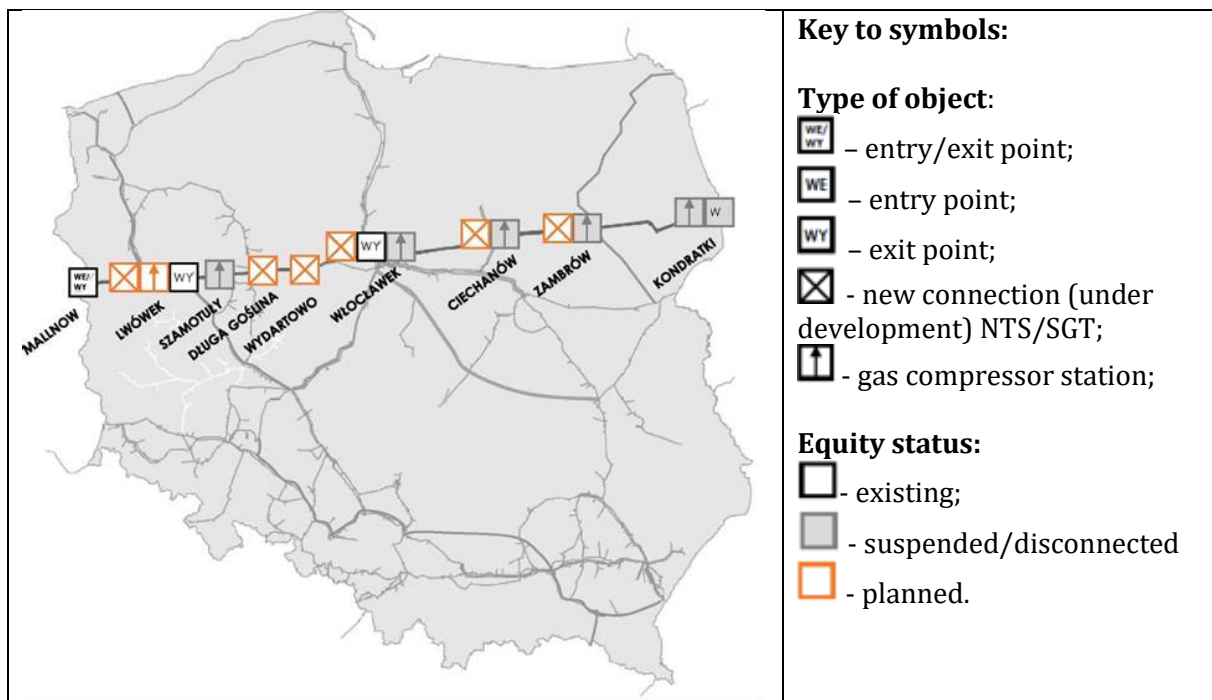 WE/
WY
WY
WY
W
MALLNOW
LWÓWEK
SZAMOTUŁY
DŁUGA GOŚLINA
WYDARTOWO
WŁOCŁAWEK
CIECHANÓW
ZAMBRÓW
KONDRATKI
Key to symbols:
Type of object:
WE/
WY – entry/exit point;
WE – entry point;
WY – exit point;
- new connection (under
development) NTS/SGT;
- gas compressor station;
Equity status:
- existing;
- suspended/disconnected
- planned.